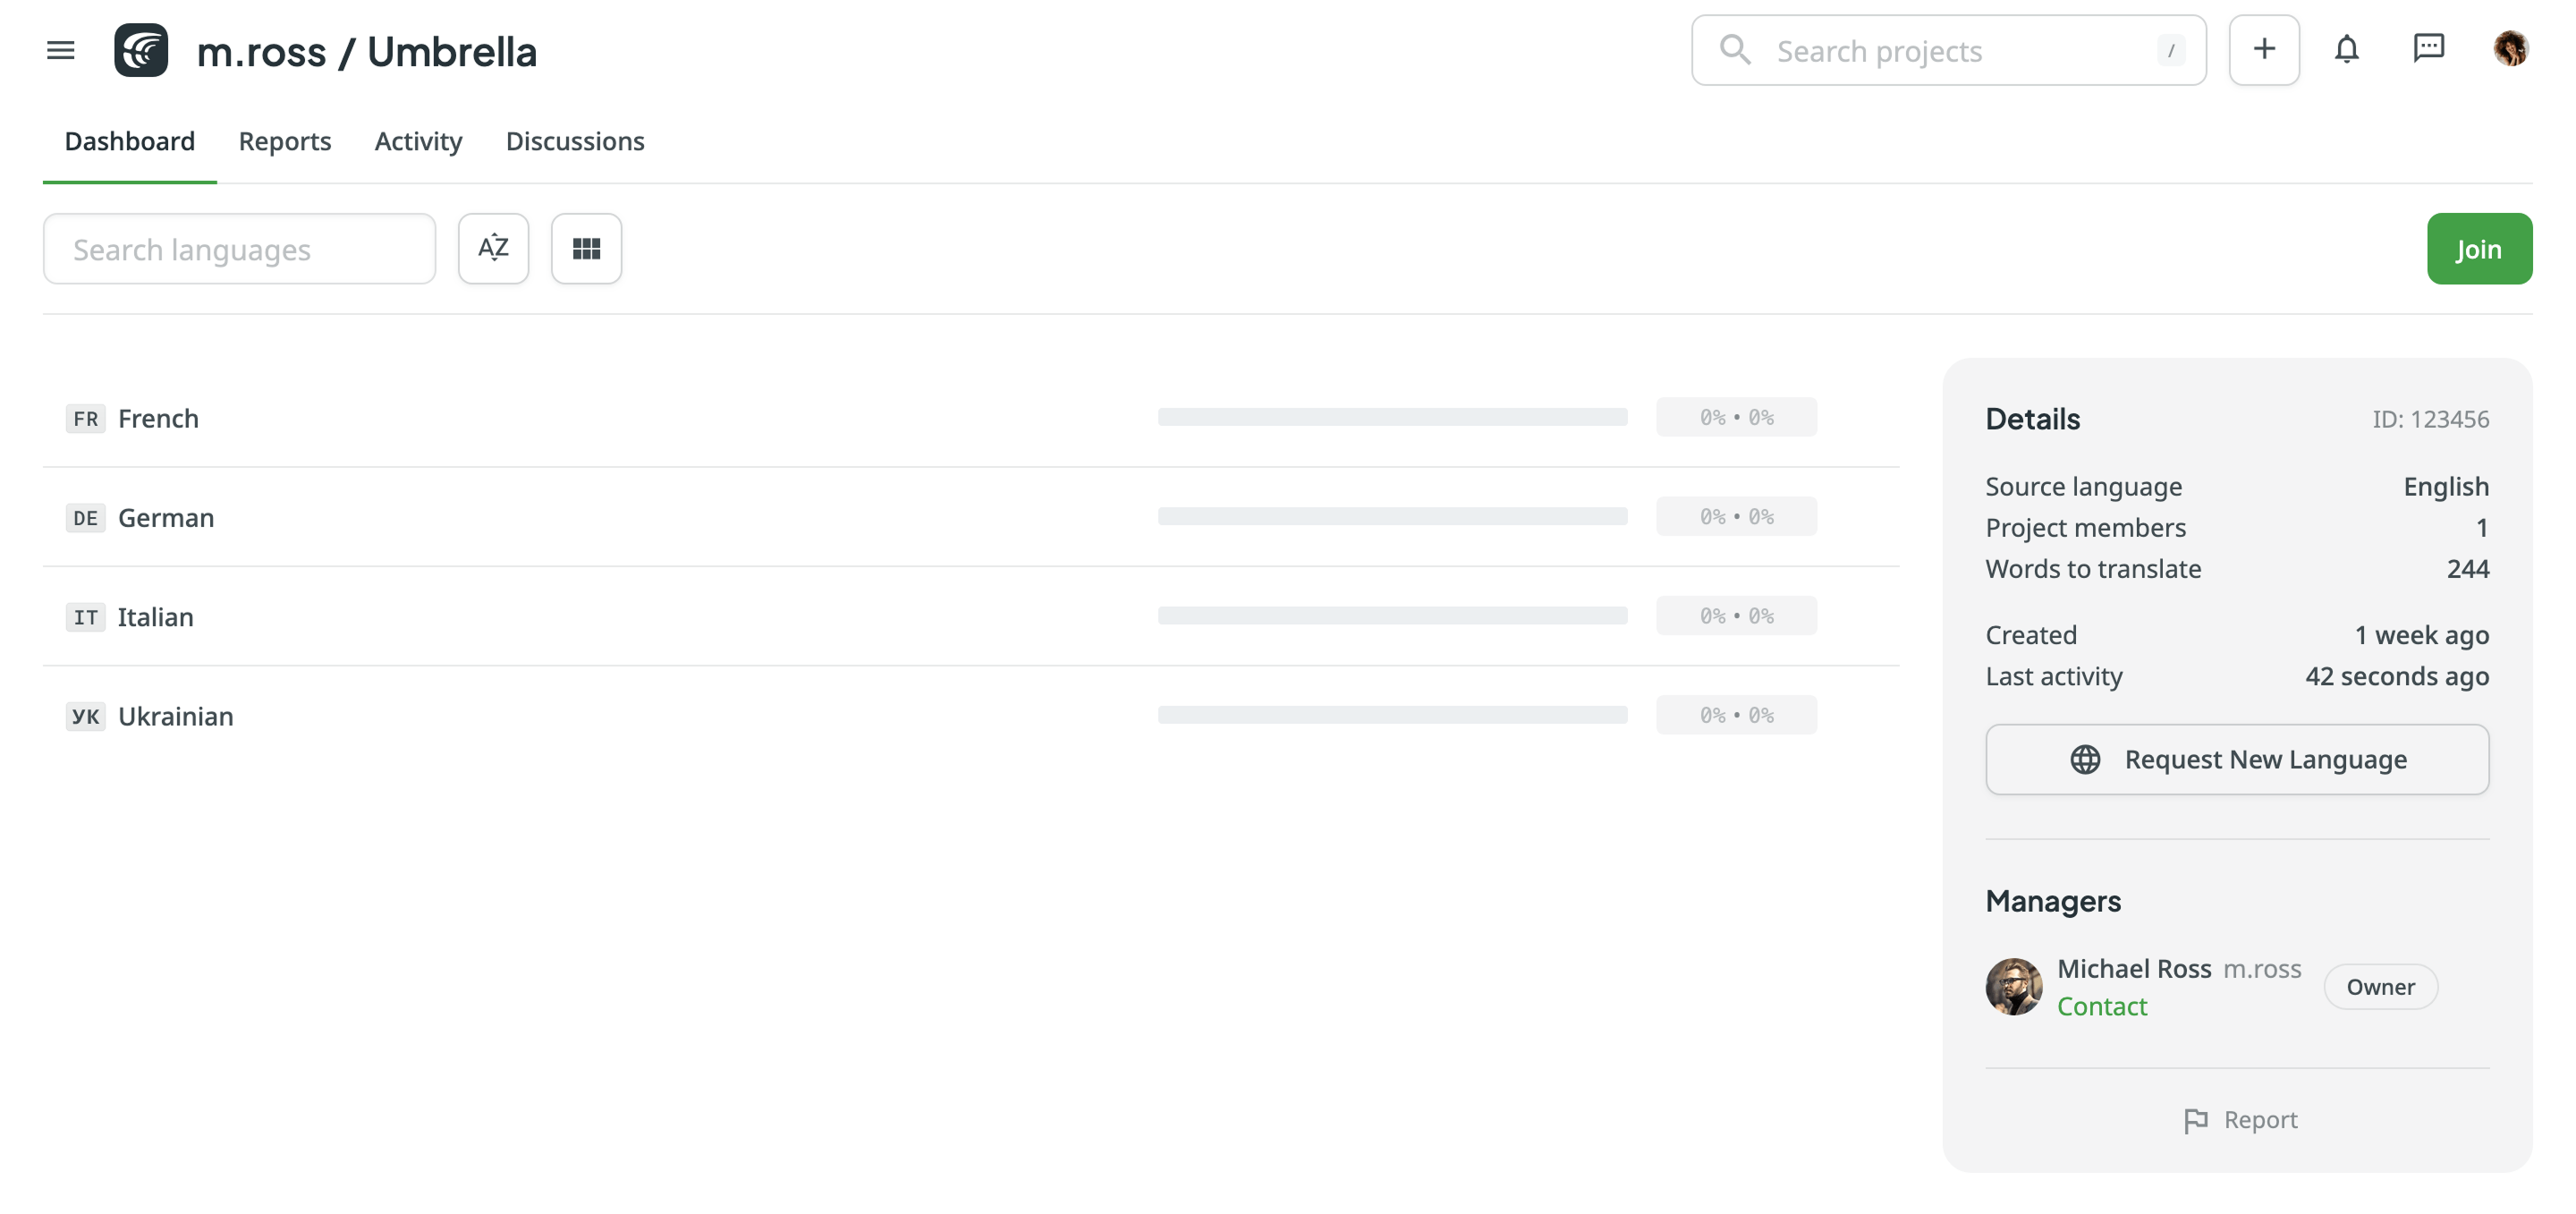 m.ross / Umbrella
Search projects /
Dashboard Reports Activity Discussions
Search languages
AZ
Join
FR French 0% • 0%
DE German 0% • 0%
IT Italian 0% • 0%
УК Ukrainian 0% • 0%
Details ID: 123456
Source language English
Project members 1
Words to translate 244
Created 1 week ago
Last activity 42 seconds ago
Request New Language
Managers
Michael Ross m.ross Owner
Contact
Report